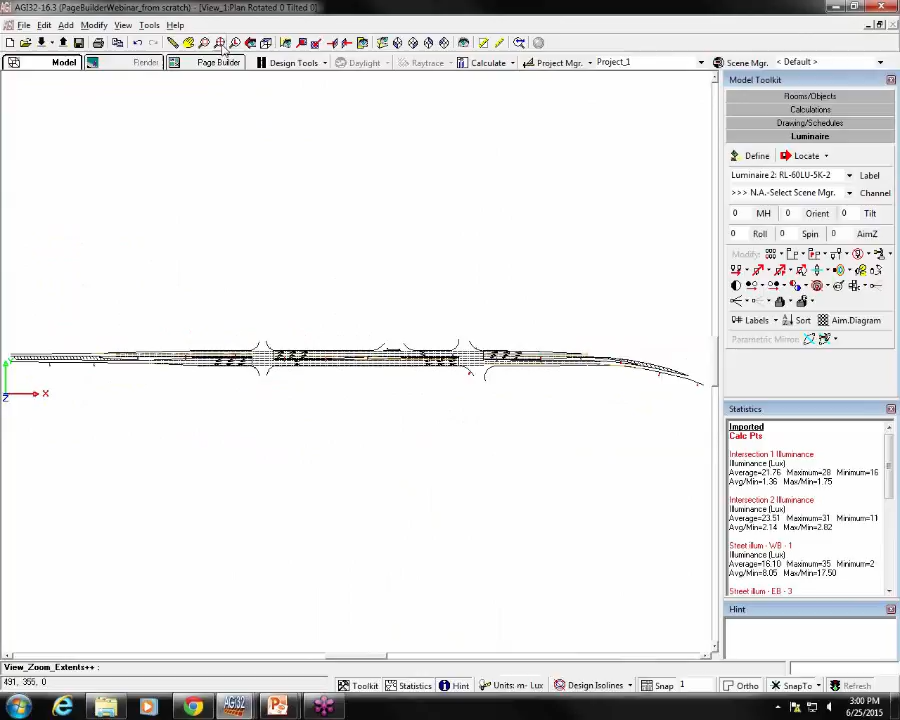 AGI32-16.3 (PageBuilderWebinar_from scratch) - [View_1:Plan Rotated 0 Tilted 0]
File Edit Add Modify View Tools Help
Model Render Page Builder Design Tools Daylight Raytrace Calculate Project Mgr. Project_1 Scene Mgr. < Default >
Model Toolkit
Rooms/Objects
Calculations
Drawing/Schedules
Luminaire
Define Locate
Luminaire 2: RL-60LU-5K-2 Label
>>> N.A.-Select Scene Mgr. Channel
0 MH 0 Orient 0 Tilt
0 Roll 0 Spin 0 AimZ
Modify:
Labels Sort Aim.Diagram
Parametric Mirror
Y
X
Z
Statistics
Imported
Calc Pts
Intersection 1 Illuminance
Illuminance (Lux)
Average=21.76 Maximum=28 Minimum=16
Avg/Min=1.36 Max/Min=1.75
Intersection 2 Illuminance
Illuminance (Lux)
Average=23.51 Maximum=31 Minimum=11
Avg/Min=2.14 Max/Min=2.82
Steet illum - WB - 1
Illuminance (Lux)
Average=16.10 Maximum=35 Minimum=2
Avg/Min=8.05 Max/Min=17.50
Street illum - EB - 3
Hint
View_Zoom_Extents++ :
491, 355, 0
Toolkit Statistics Hint Units: m- Lux Design Isolines Snap 1 Ortho SnapTo Refresh
AGI32
3:00 PM
6/25/2015